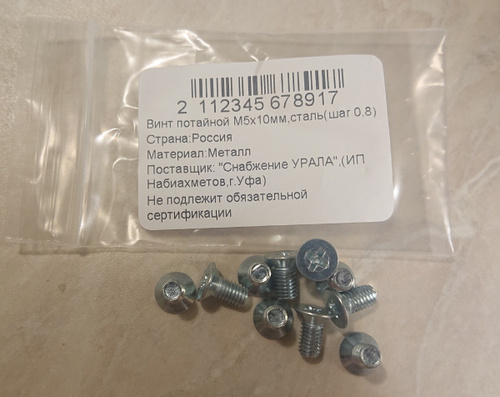 2 112345 678917
Винт потайной М5х10мм,сталь(шаг 0,8)
Страна:Россия
Материал:Металл
Поставщик: "Снабжение УРАЛА",(ИП
Набиахметов,г.Уфа)
Не подлежит обязательной
сертификации